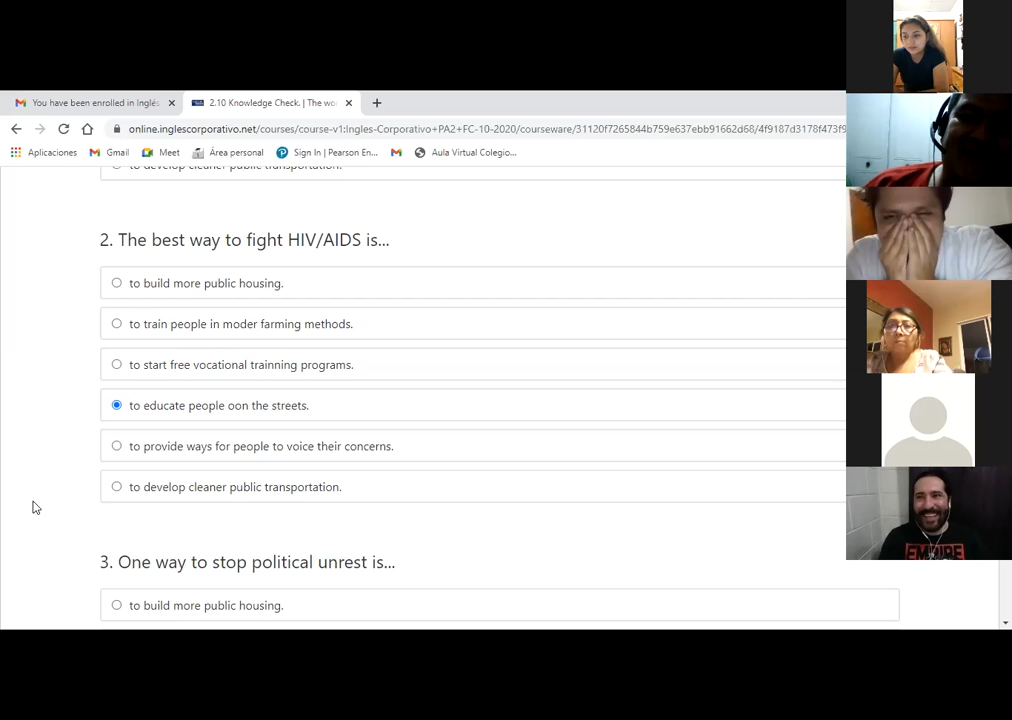 You have been enrolled in Inglés
2.10 Knowledge Check. | The wo
online.inglescorporativo.net/courses/course-v1:Ingles-Corporativo+PA2+FC-10-2020/courseware/31120f7265844b759e637ebb91662d68/4f9187d3178f473f9
Aplicaciones Gmail Meet Área personal Sign In | Pearson En... Aula Virtual Colegio...
to develop cleaner public transportation.
2. The best way to fight HIV/AIDS is...
to build more public housing.
to train people in moder farming methods.
to start free vocational trainning programs.
to educate people oon the streets.
to provide ways for people to voice their concerns.
to develop cleaner public transportation.
3. One way to stop political unrest is...
to build more public housing.
EMPIRE